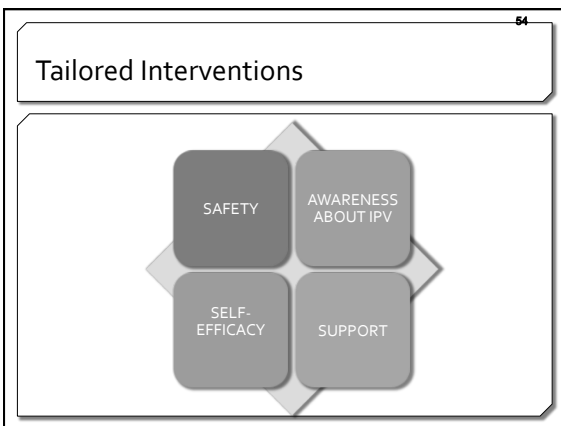 54
Tailored Interventions
SAFETY
AWARENESS
ABOUT IPV
SELF-
EFFICACY
SUPPORT